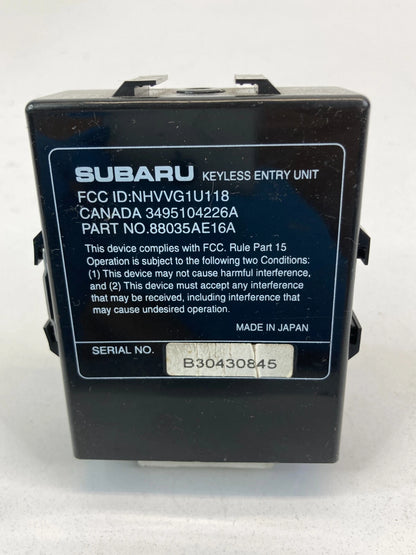 SUBARU KEYLESS ENTRY UNIT
FCC ID:NHVVG1U118
CANADA 3495104226A
PART NO.88035AE16A
This device complies with FCC. Rule Part 15
Operation is subject to the following two Conditions:
(1) This device may not cause harmful interference,
and (2) This device must accept any interference
that may be received, including interference that
may cause undesired operation.
MADE IN JAPAN
SERIAL NO. B30430845